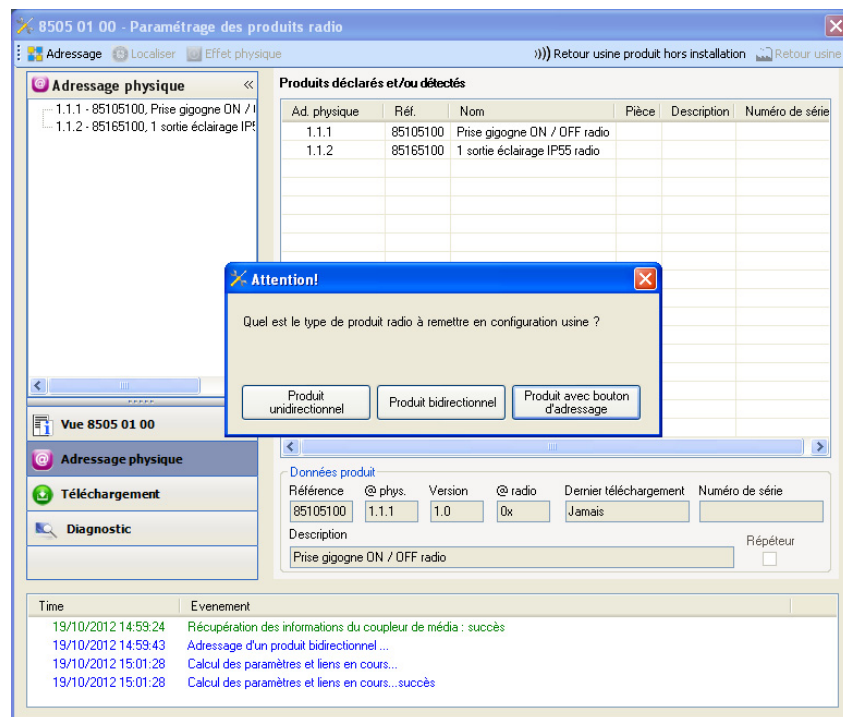 8505 01 00 - Paramétrage des produits radio
Adressage Localiser Effet physique Retour usine produit hors installation Retour usine
Adressage physique
1.1.1 - 85105100, Prise gigogne ON /
1.1.2 - 85165100, 1 sortie éclairage IP5
Produits déclarés et/ou détectés
Ad. physique Réf. Nom Pièce Description Numéro de série
1.1.1 85105100 Prise gigogne ON / OFF radio
1.1.2 85165100 1 sortie éclairage IP55 radio
Attention!
Quel est le type de produit radio à remettre en configuration usine ?
Produit unidirectionnel
Produit bidirectionnel
Produit avec bouton d'adressage
Vue 8505 01 00
Adressage physique
Téléchargement
Diagnostic
Données produit
Référence @ phys. Version @ radio Dernier téléchargement Numéro de série
85105100 1.1.1 1.0 0x Jamais
Description
Répéteur
Prise gigogne ON / OFF radio
Time Evenement
19/10/2012 14:59:24 Récupération des informations du coupleur de média : succès
19/10/2012 14:59:43 Adressage d'un produit bidirectionnel ...
19/10/2012 15:01:28 Calcul des paramètres et liens en cours...
19/10/2012 15:01:28 Calcul des paramètres et liens en cours...succès